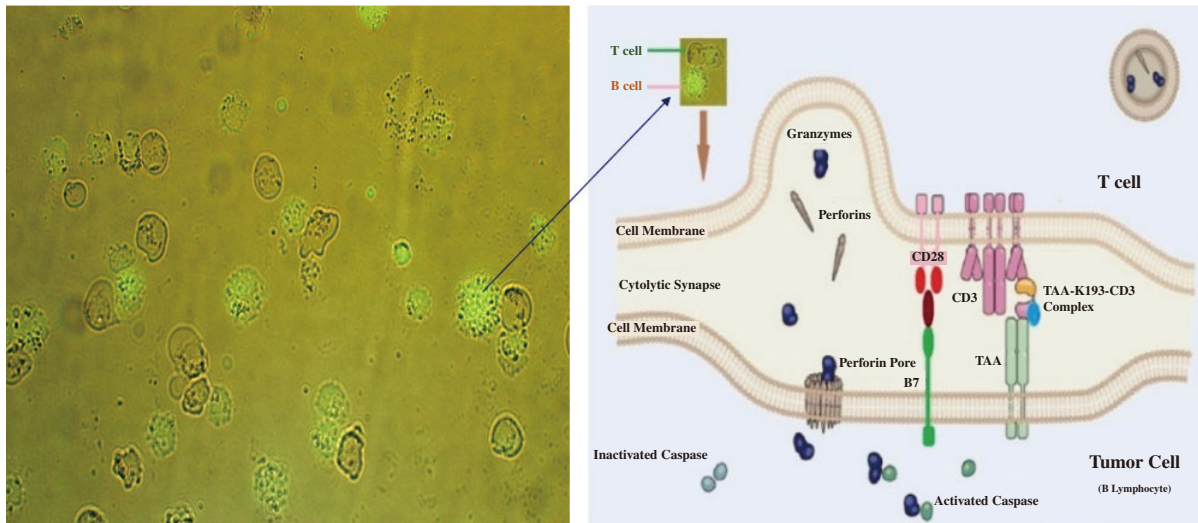 T cell
B cell
Granzymes
T cell
Perforins
Cell Membrane
CD28
Cytolytic Synapse
CD3
TAA-K193-CD3
Complex
Cell Membrane
Perforin Pore
TAA
B7
Inactivated Caspase
Tumor Cell
(B Lymphocyte)
Activated Caspase